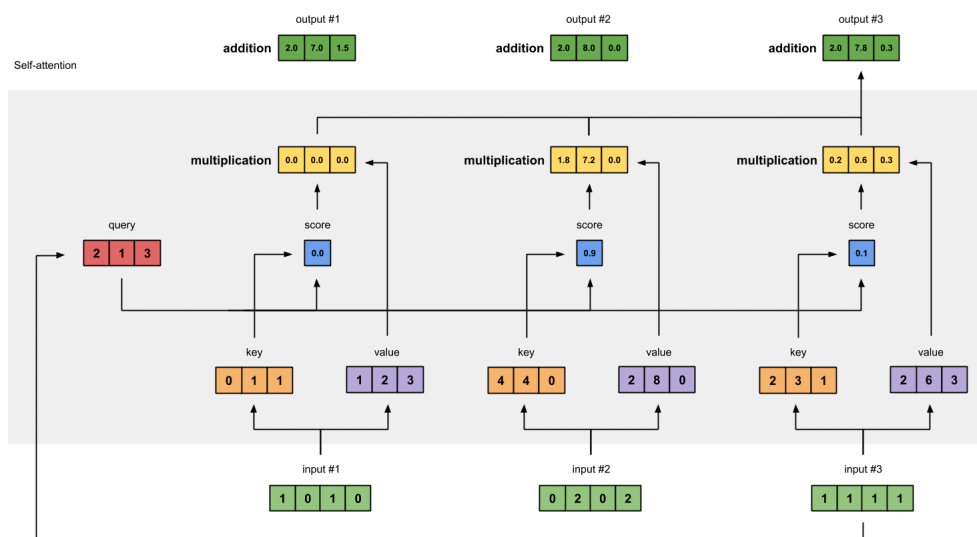 output #1 output #2 output #3
addition 2.0 7.0 1.5 addition 2.0 8.0 0.0 addition 2.0 7.8 0.3
Self-attention
multiplication 0.0 0.0 0.0 multiplication 1.8 7.2 0.0 multiplication 0.2 0.6 0.3
query score score score
2 1 3 0.0 0.9 0.1
key value key value key value
0 1 1 1 2 3 4 4 0 2 8 0 2 3 1 2 6 3
input #1 input #2 input #3
1 0 1 0 0 2 0 2 1 1 1 1